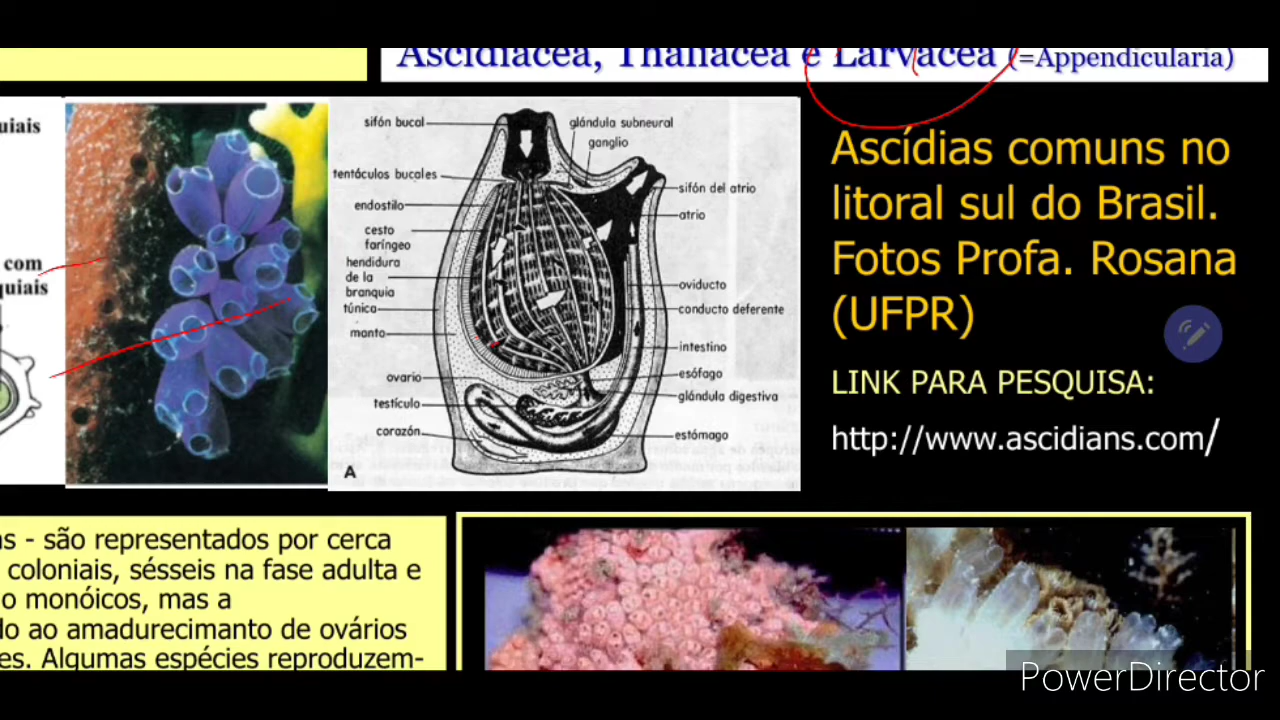 Ascidiacea, Thaliacea e Larvacea (=Appendicularia)
uiais
com
quiais
sifón bucal
tentáculos bucales
endostilo
cesto
faríngeo
hendidura
de la
branquia
túnica
manto
ovario
testículo
corazón
A
glándula subneural
ganglio
sifón del atrio
atrio
oviducto
conducto deferente
intestino
esófago
glándula digestiva
estómago
Ascídias comuns no
litoral sul do Brasil.
Fotos Profa. Rosana
(UFPR)
LINK PARA PESQUISA:
http://www.ascidians.com/
as - são representados por cerca
coloniais, sésseis na fase adulta e
o monóicos, mas a
do ao amadurecimanto de ovários
es. Algumas espécies reproduzem-
PowerDirector